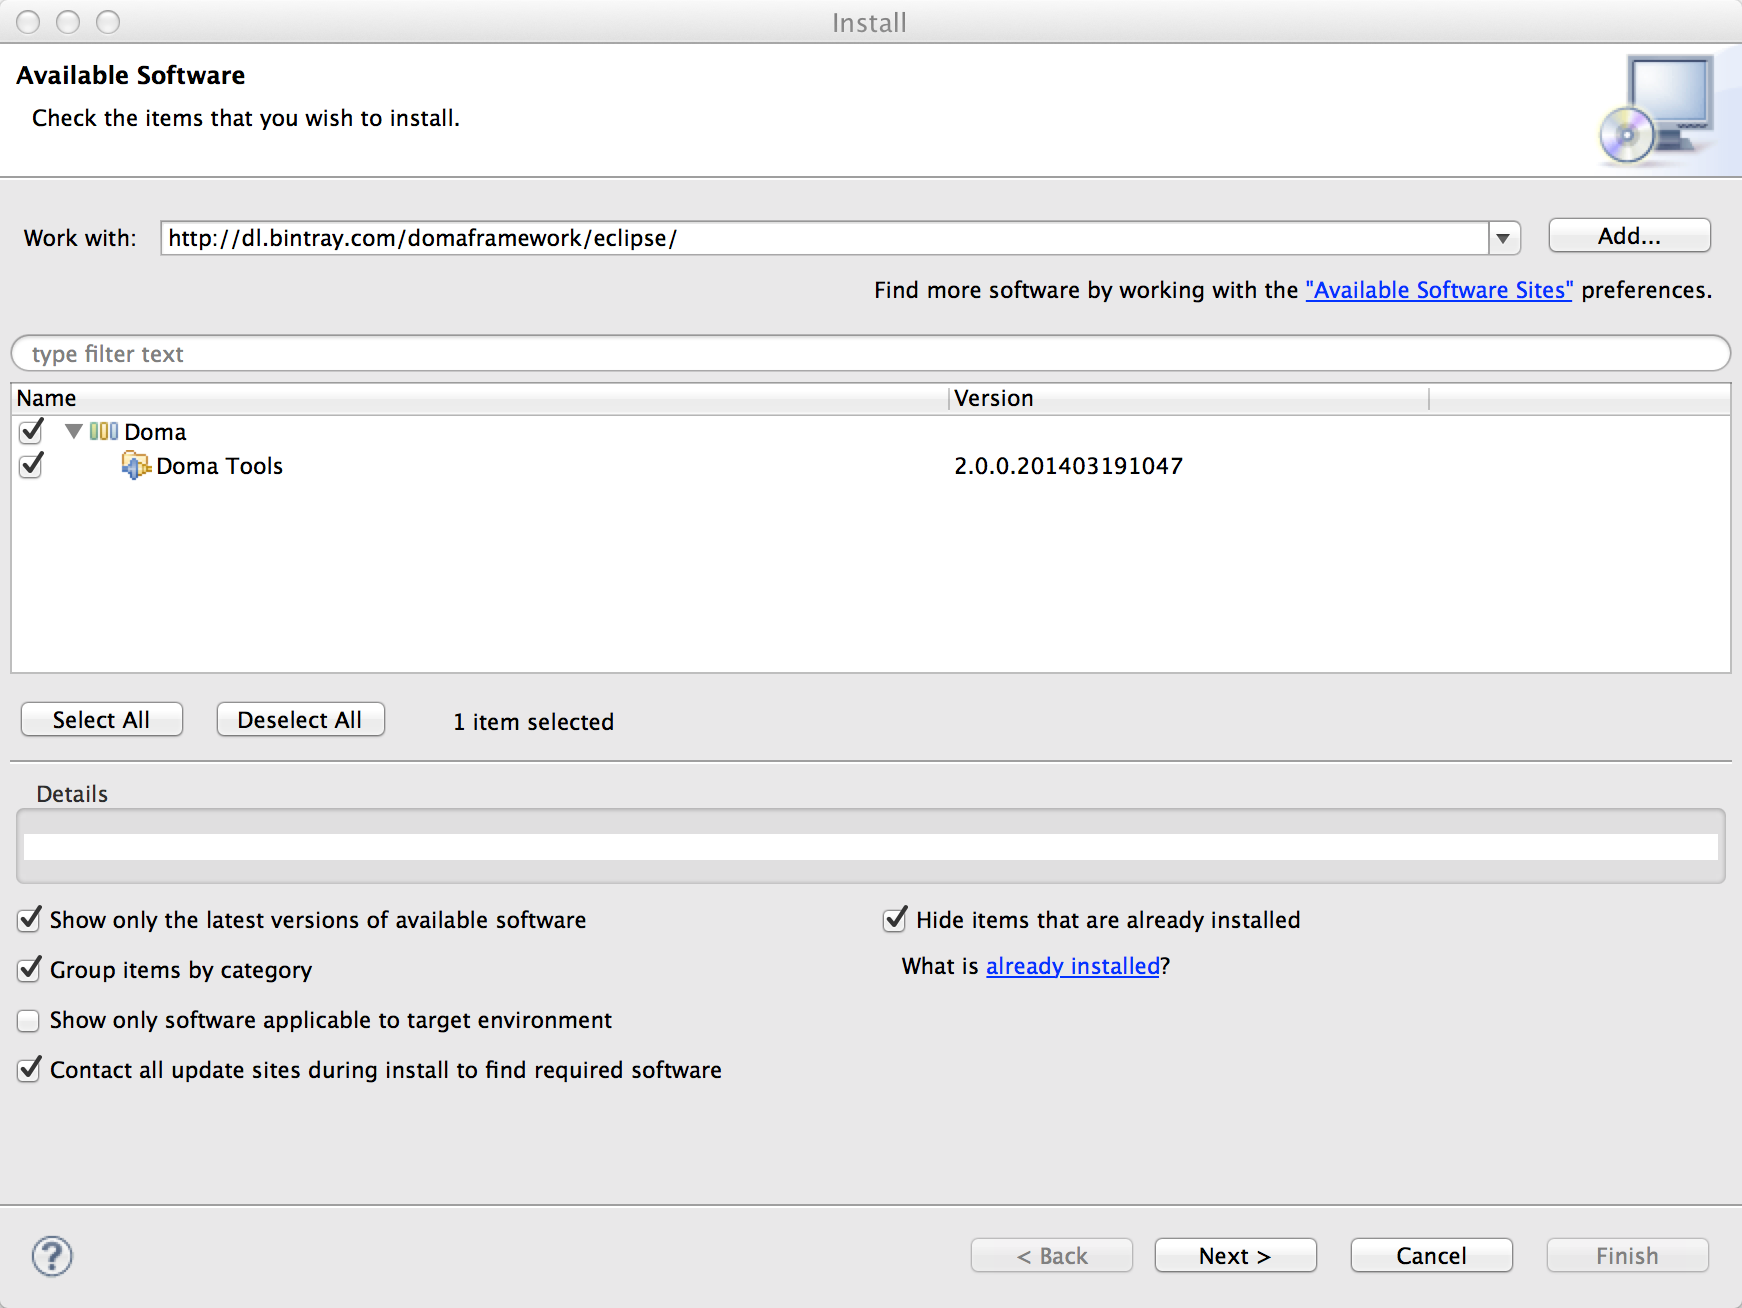 Install
Available Software
Check the items that you wish to install.
Work with: http://dl.bintray.com/domaframework/eclipse/ Add...
Find more software by working with the "Available Software Sites" preferences.
type filter text
Name Version
Doma
Doma Tools 2.0.0.201403191047
Select All Deselect All 1 item selected
Details
Show only the latest versions of available software Hide items that are already installed
Group items by category What is already installed?
Show only software applicable to target environment
Contact all update sites during install to find required software
? < Back Next > Cancel Finish